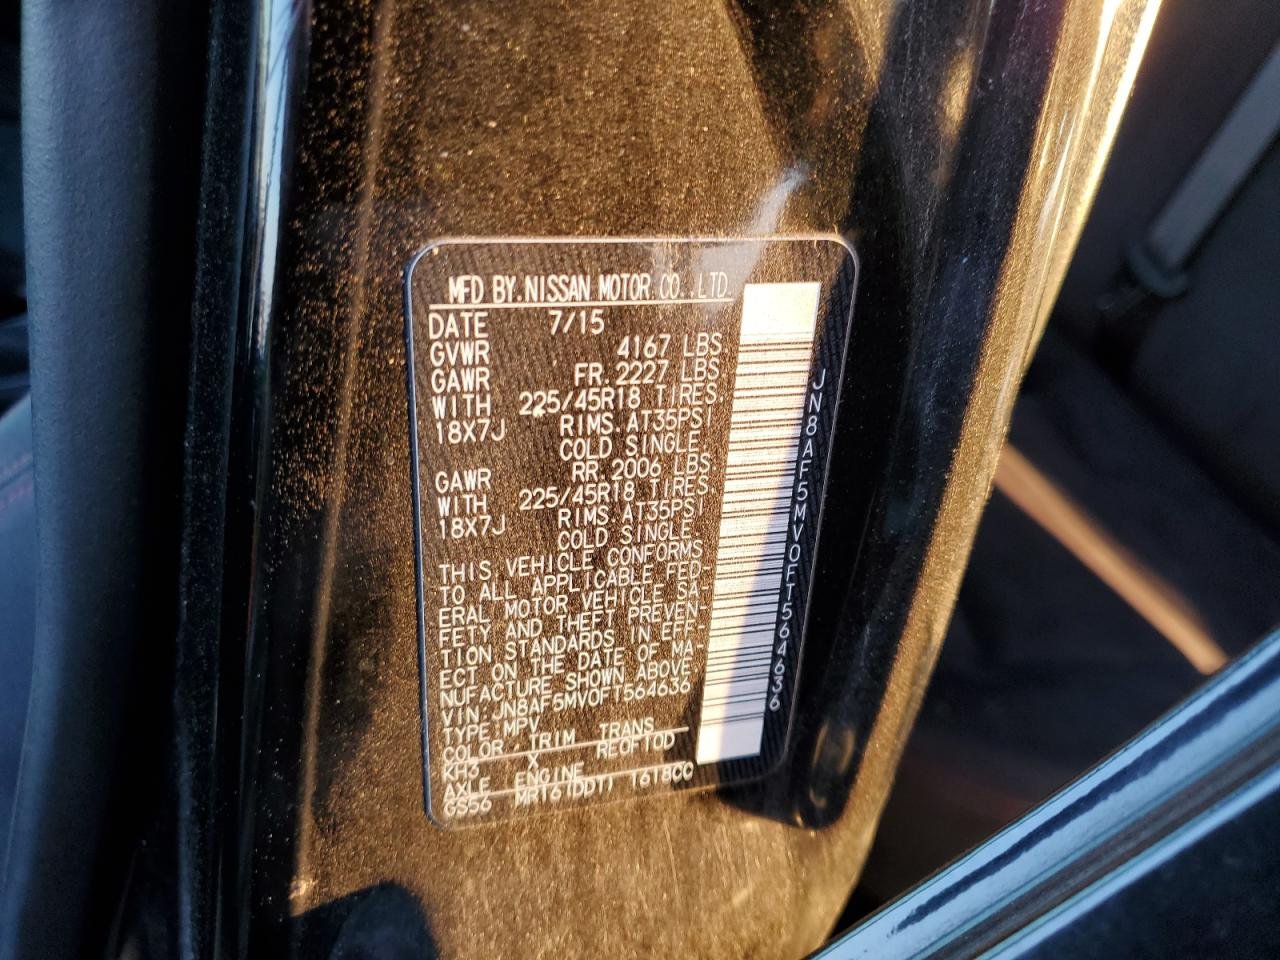 MFD BY.NISSAN MOTOR.CO. LTD.
DATE 7/15
GVWR 4167 LBS
GAWR FR. 2227 LBS
WITH 225/45R18 TIRES.
18X7J RIMS. AT35PSI
COLD SINGLE.
GAWR RR. 2006 LBS
WITH 225/45R18 TIRES.
18X7J RIMS. AT35PSI
COLD SINGLE.
THIS VEHICLE CONFORMS
TO ALL APPLICABLE FED-
ERAL MOTOR VEHICLE SA-
FETY AND THEFT PREVEN-
TION STANDARDS IN EFF-
ECT ON THE DATE OF MA-
NUFACTURE SHOWN ABOVE
VIN:JN8AF5MV0FT564636
TYPE:MPV
COLOR TRIM TRANS
KH3 X RE0F10D
AXLE ENGINE
GS56 MR16(DDT) 1618CC
JN8AF5MV0FT564636